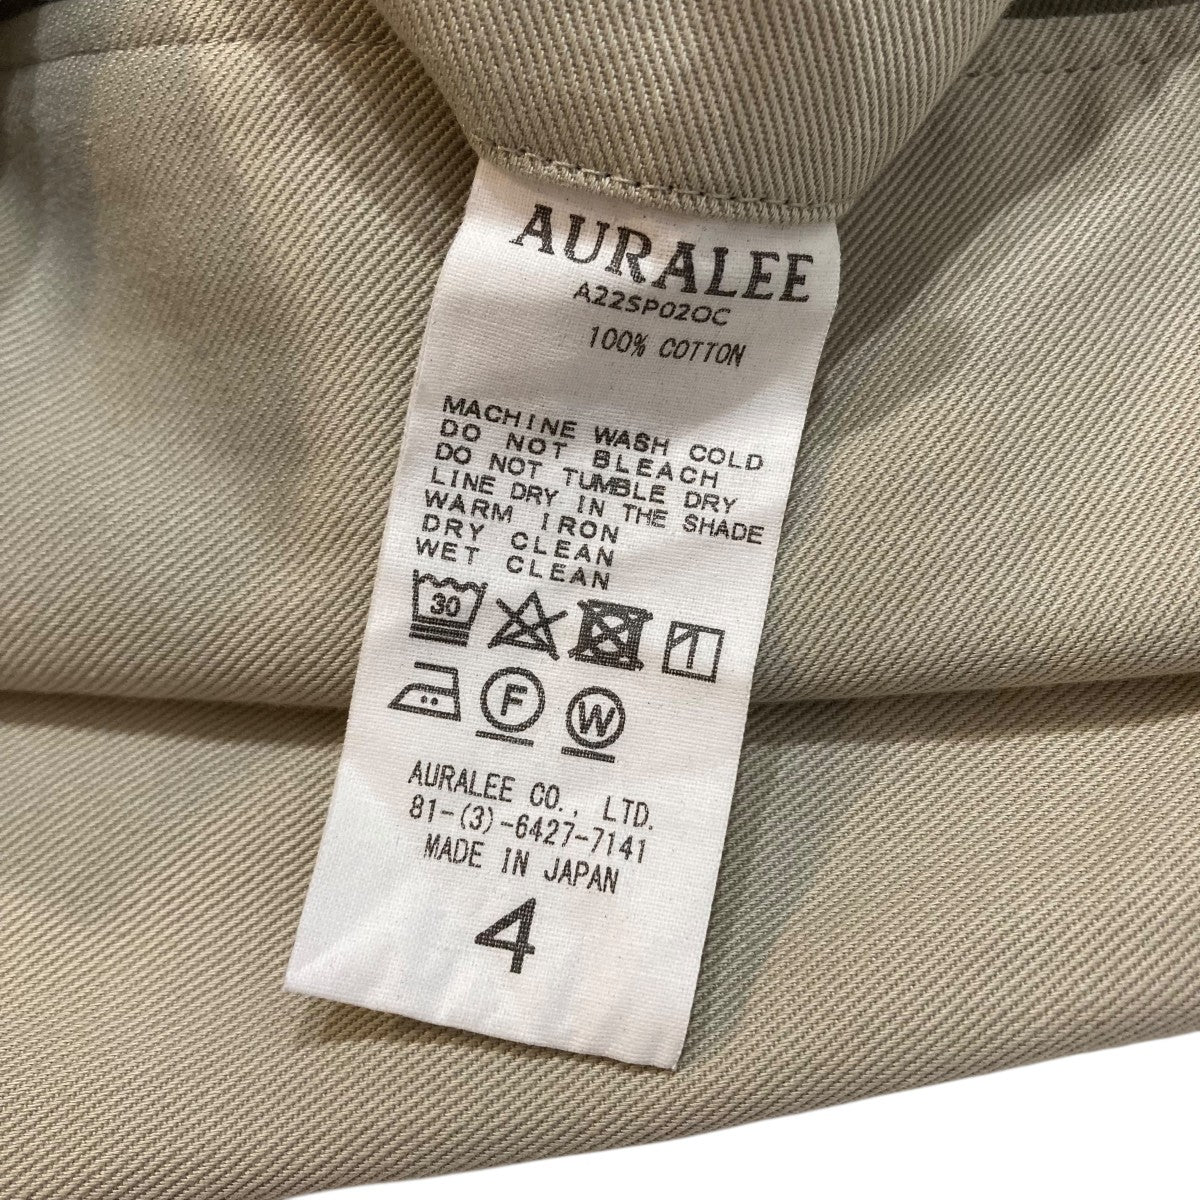 AURALEE
A22SP02OC
100% COTTON
MACHINE WASH COLD
DO NOT BLEACH
DO NOT TUMBLE DRY
LINE DRY IN THE SHADE
WARM IRON
DRY CLEAN
WET CLEAN
30
F W
AURALEE CO., LTD.
81-(3)-6427-7141
MADE IN JAPAN
4